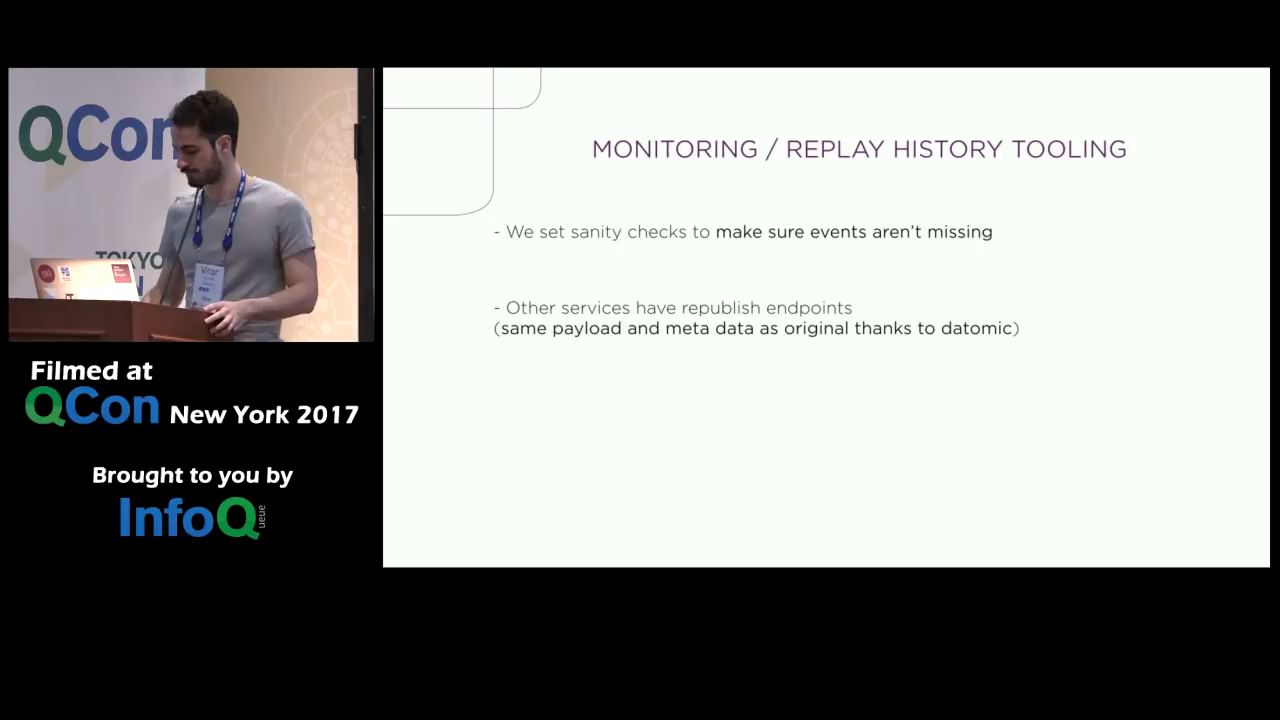 QCon
TOKYO
Vitor
MONITORING / REPLAY HISTORY TOOLING
- We set sanity checks to make sure events aren't missing
- Other services have republish endpoints
(same payload and meta data as original thanks to datomic)
Filmed at
QCon New York 2017
Brought to you by
InfoQueue